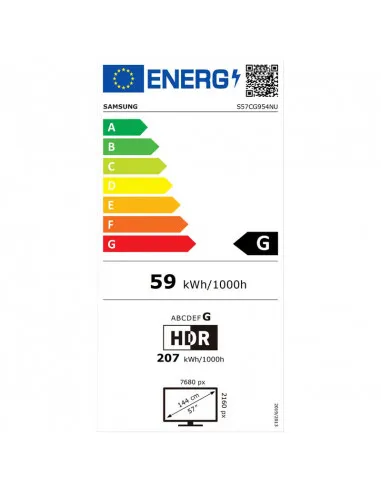 ENERG
SAMSUNG
S57CG954NU
A
B
C
D
E
F
G
G
59 kWh/1000h
ABCDEFG
HDR
207 kWh/1000h
7680 px
144 cm
57"
2160 px
2019/2013